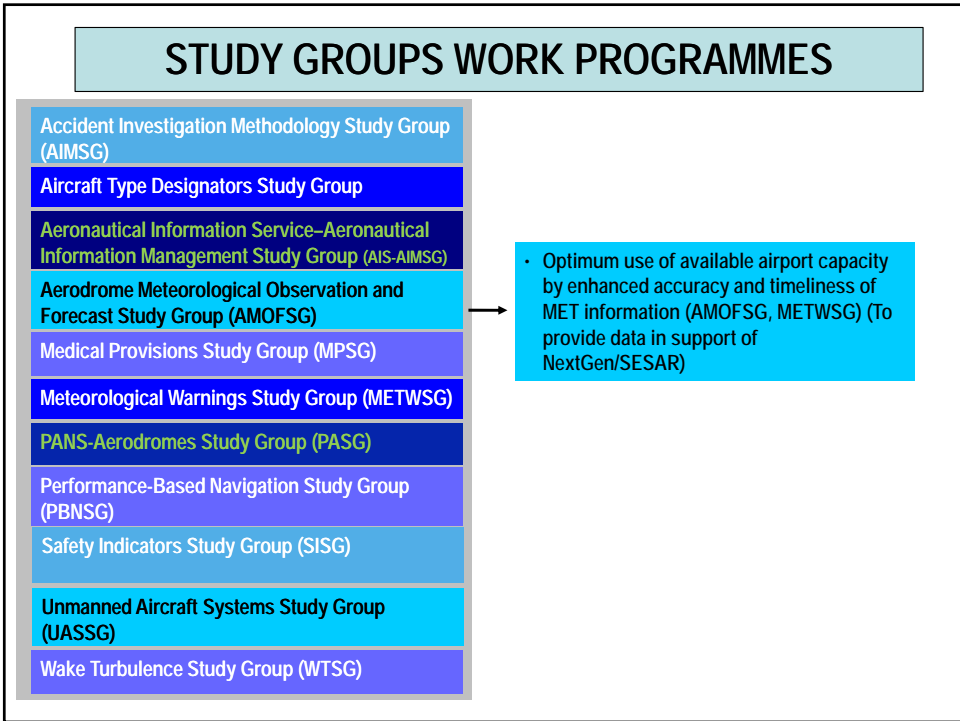 STUDY GROUPS WORK PROGRAMMES
Accident Investigation Methodology Study Group
(AIMSG)
Aircraft Type Designators Study Group
Aeronautical Information Service–Aeronautical
Information Management Study Group (AIS-AIMSG)
Aerodrome Meteorological Observation and
Forecast Study Group (AMOFSG)
Medical Provisions Study Group (MPSG)
Meteorological Warnings Study Group (METWSG)
PANS-Aerodromes Study Group (PASG)
Performance-Based Navigation Study Group
(PBNSG)
Safety Indicators Study Group (SISG)
Unmanned Aircraft Systems Study Group
(UASSG)
Wake Turbulence Study Group (WTSG)
• Optimum use of available airport capacity
by enhanced accuracy and timeliness of
MET information (AMOFSG, METWSG) (To
provide data in support of
NextGen/SESAR)